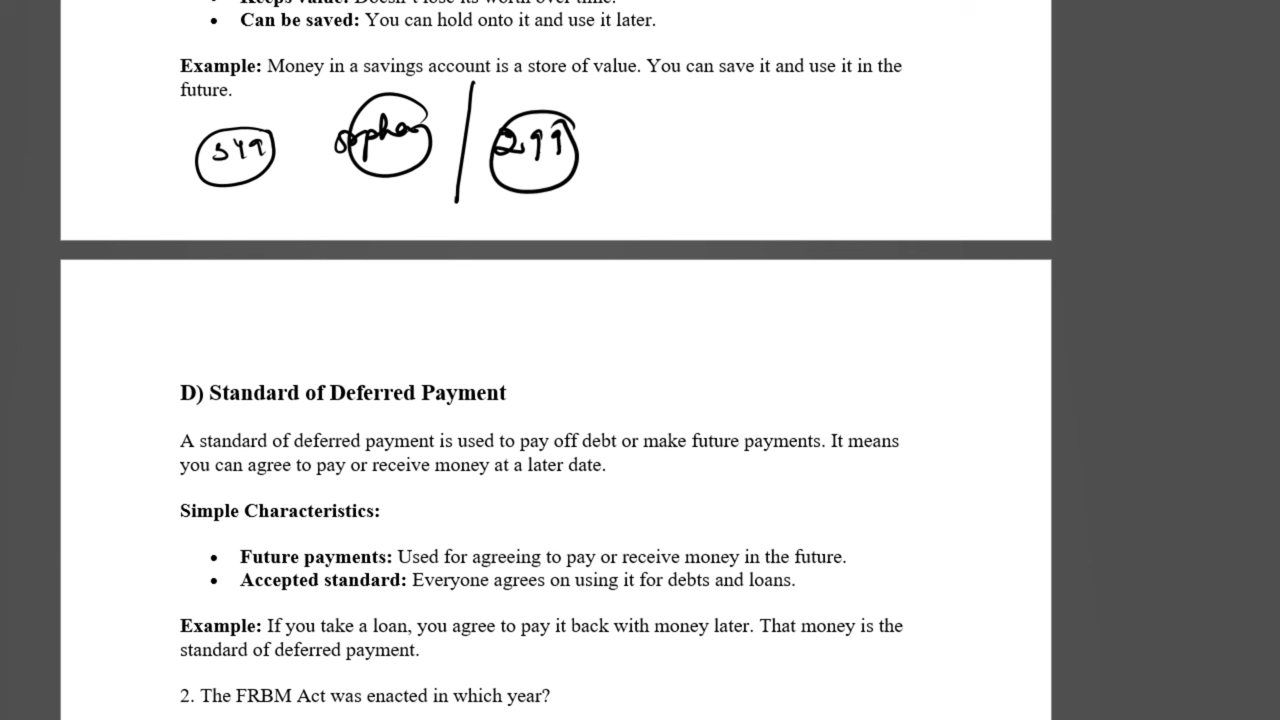 • Can be saved: You can hold onto it and use it later.
Example: Money in a savings account is a store of value. You can save it and use it in the
future.
299
D) Standard of Deferred Payment
A standard of deferred payment is used to pay off debt or make future payments. It means
you can agree to pay or receive money at a later date.
Simple Characteristics:
• Future payments: Used for agreeing to pay or receive money in the future.
• Accepted standard: Everyone agrees on using it for debts and loans.
Example: If you take a loan, you agree to pay it back with money later. That money is the
standard of deferred payment.
2. The FRBM Act was enacted in which year?